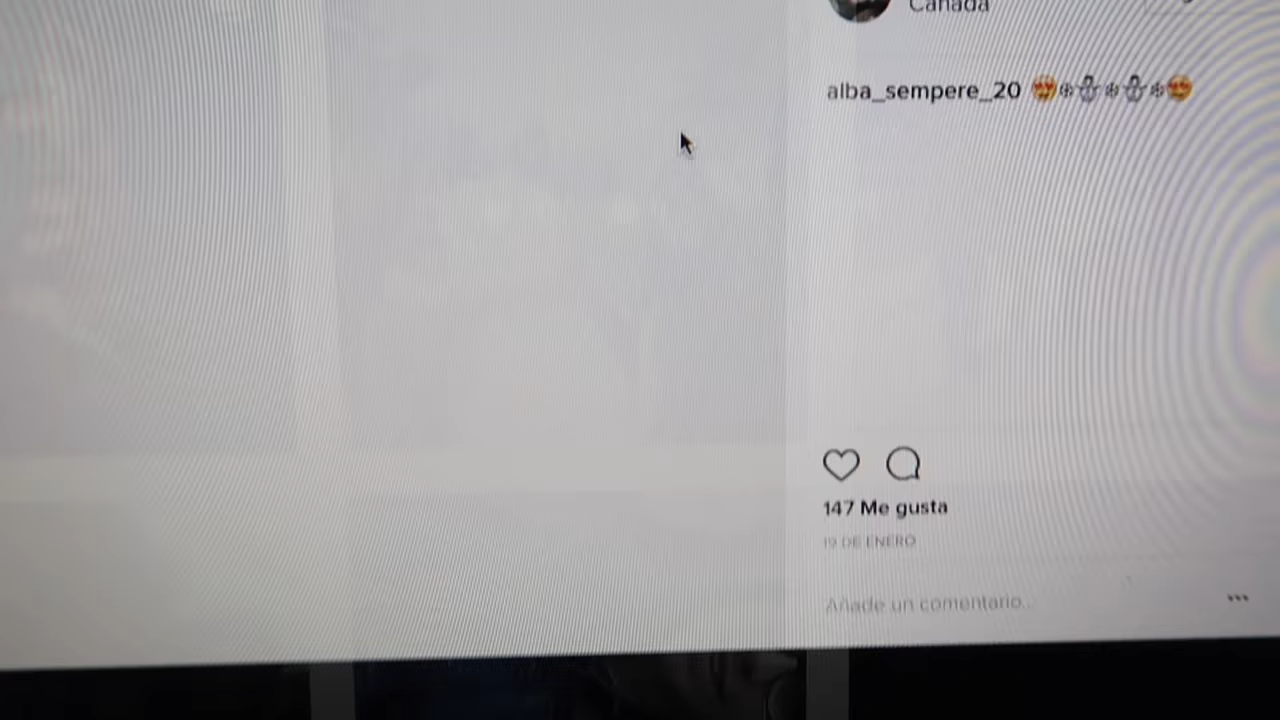 Canada
alba_sempere_20 😍❄⛄❄⛄❄😍
147 Me gusta
19 DE ENERO
Añade un comentario...